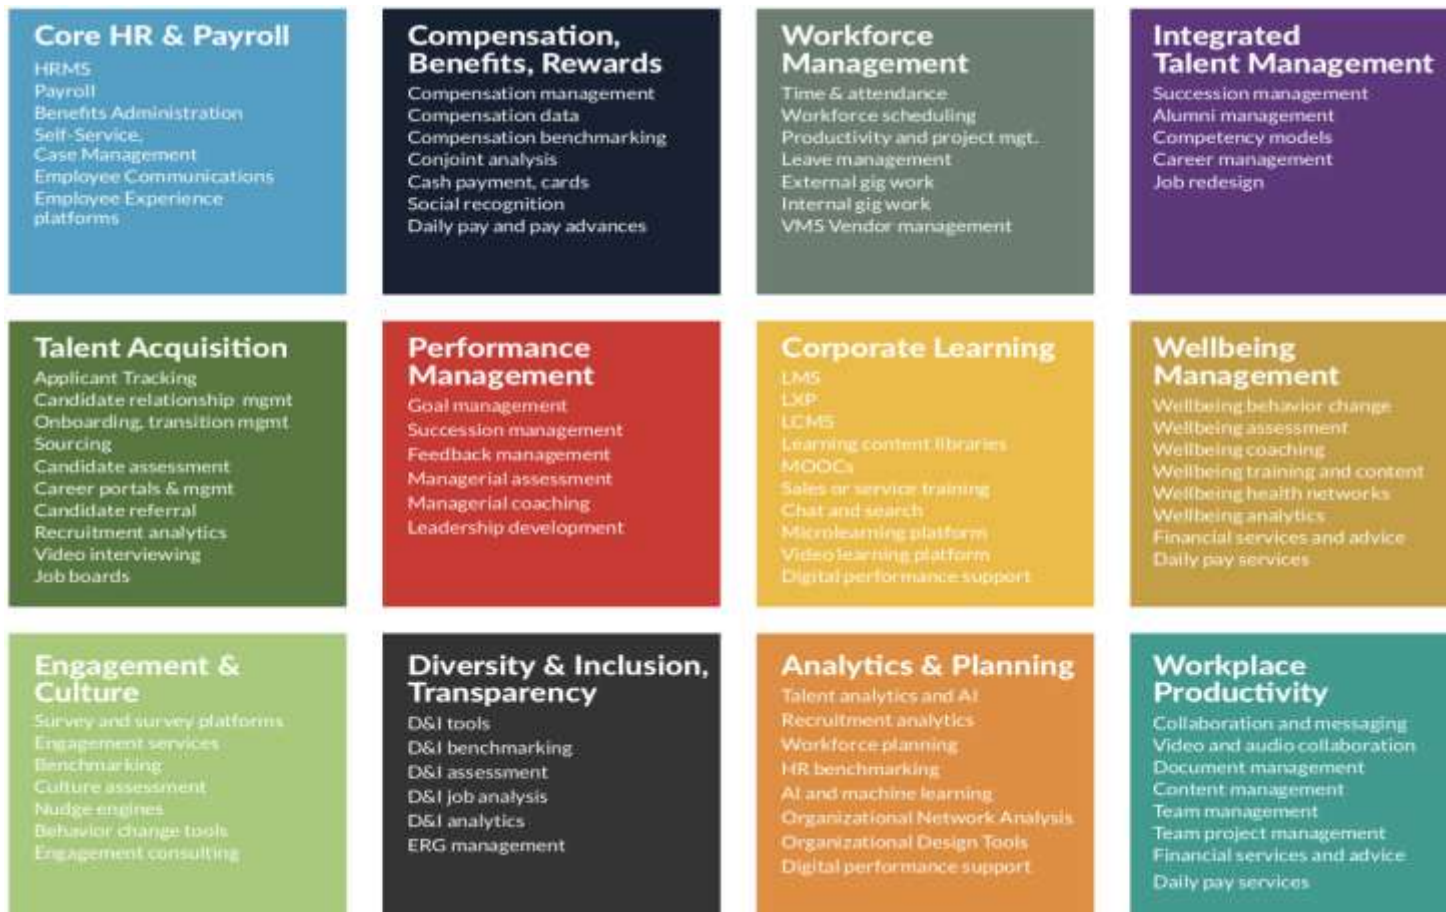 Core HR & Payroll
HRMS
Payroll
Benefits Administration
Self-Service,
Case Management
Employee Communications
Employee Experience
platforms
Compensation,
Benefits, Rewards
Compensation management
Compensation data
Compensation benchmarking
Conjoint analysis
Cash payment, cards
Social recognition
Daily pay and pay advances
Workforce
Management
Time & attendance
Workforce scheduling
Productivity and project mgt.
Leave management
External gig work
Internal gig work
VMS Vendor management
Integrated
Talent Management
Succession management
Alumni management
Competency models
Career management
Job redesign
Talent Acquisition
Applicant Tracking
Candidate relationship mgmt
Onboarding, transition mgmt
Sourcing
Candidate assessment
Career portals & mgmt
Candidate referral
Recruitment analytics
Video interviewing
Job boards
Performance
Management
Goal management
Succession management
Feedback management
Managerial assessment
Managerial coaching
Leadership development
Corporate Learning
LMS
LXP
LCMS
Learning content libraries
MOOCs
Sales or service training
Chat and search
Microlearning platform
Video learning platform
Digital performance support
Wellbeing
Management
Wellbeing behavior change
Wellbeing assessment
Wellbeing coaching
Wellbeing training and content
Wellbeing health networks
Wellbeing analytics
Financial services and advice
Daily pay services
Engagement &
Culture
Survey and survey platforms
Engagement services
Benchmarking
Culture assessment
Nudge engines
Behavior change tools
Engagement consulting
Diversity & Inclusion,
Transparency
D&I tools
D&I benchmarking
D&I assessment
D&I job analysis
D&I analytics
ERG management
Analytics & Planning
Talent analytics and AI
Recruitment analytics
Workforce planning
HR benchmarking
AI and machine learning
Organizational Network Analysis
Organizational Design Tools
Digital performance support
Workplace
Productivity
Collaboration and messaging
Video and audio collaboration
Document management
Content management
Team management
Team project management
Financial services and advice
Daily pay services